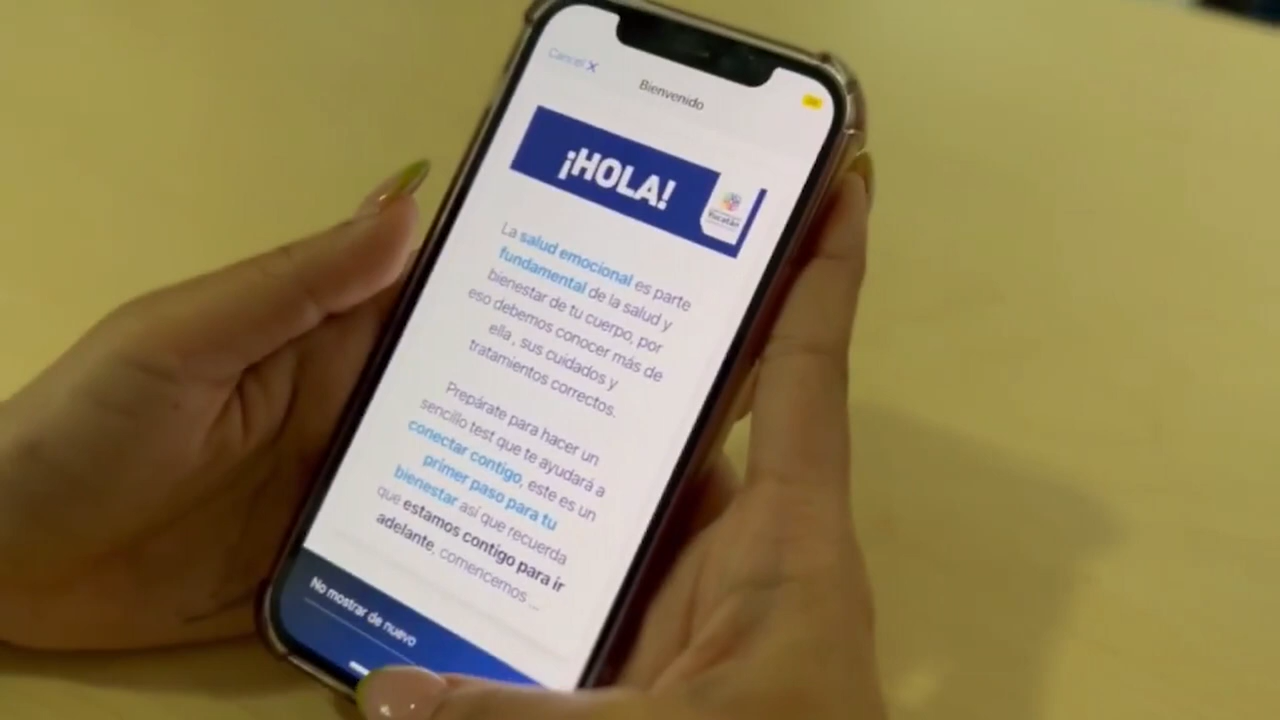 Cancel X
Bienvenido
¡HOLA!
Yucatán
La salud emocional es parte
fundamental de la salud y
bienestar de tu cuerpo, por
eso debemos conocer más de
ella , sus cuidados y
tratamientos correctos.
Prepárate para hacer un
sencillo test que te ayudará a
conectar contigo, este es un
primer paso para tu
bienestar así que recuerda
que estamos contigo para ir
adelante, comencemos ...
No mostrar de nuevo